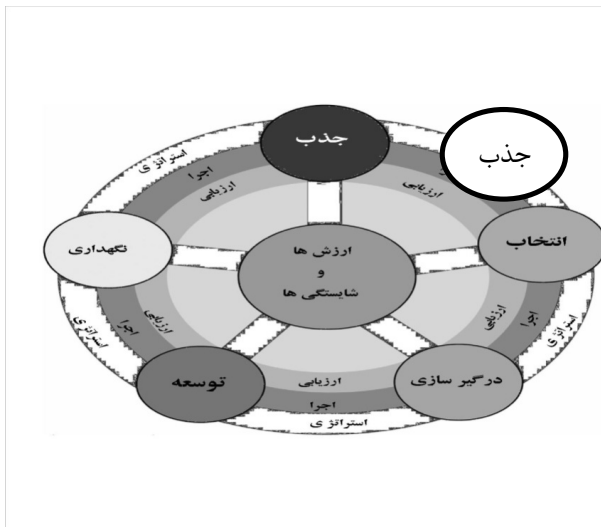 جذب
جذب
استراتژی
اجرا
ارزیابی
ارزیابی
انتخاب
نگهداری
ارزش ها
و
شایستگی ها
استراتژی
اجرا
ارزیابی
ارزیابی
اجرا
استراتژی
توسعه
ارزیابی
اجرا
استراتژی
درگیر سازی